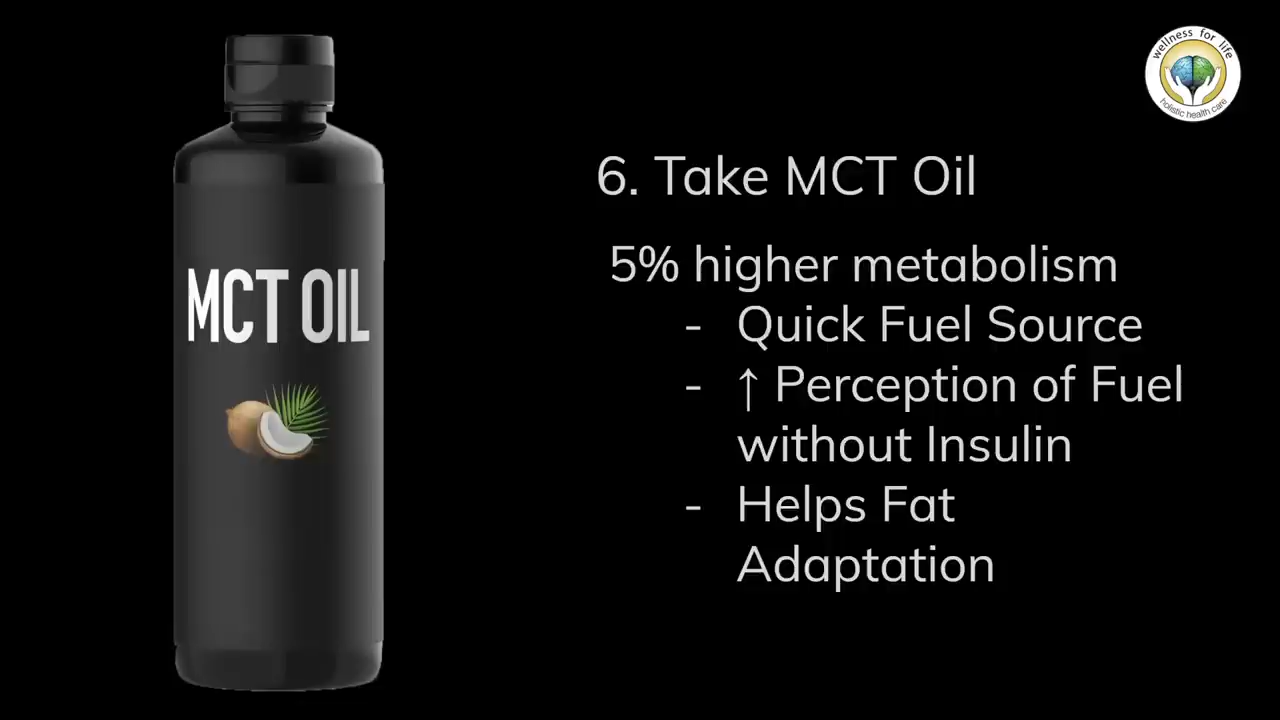 wellness for life
holistic health care
6. Take MCT Oil
5% higher metabolism
- Quick Fuel Source
- ↑ Perception of Fuel
without Insulin
- Helps Fat
Adaptation
MCT OIL